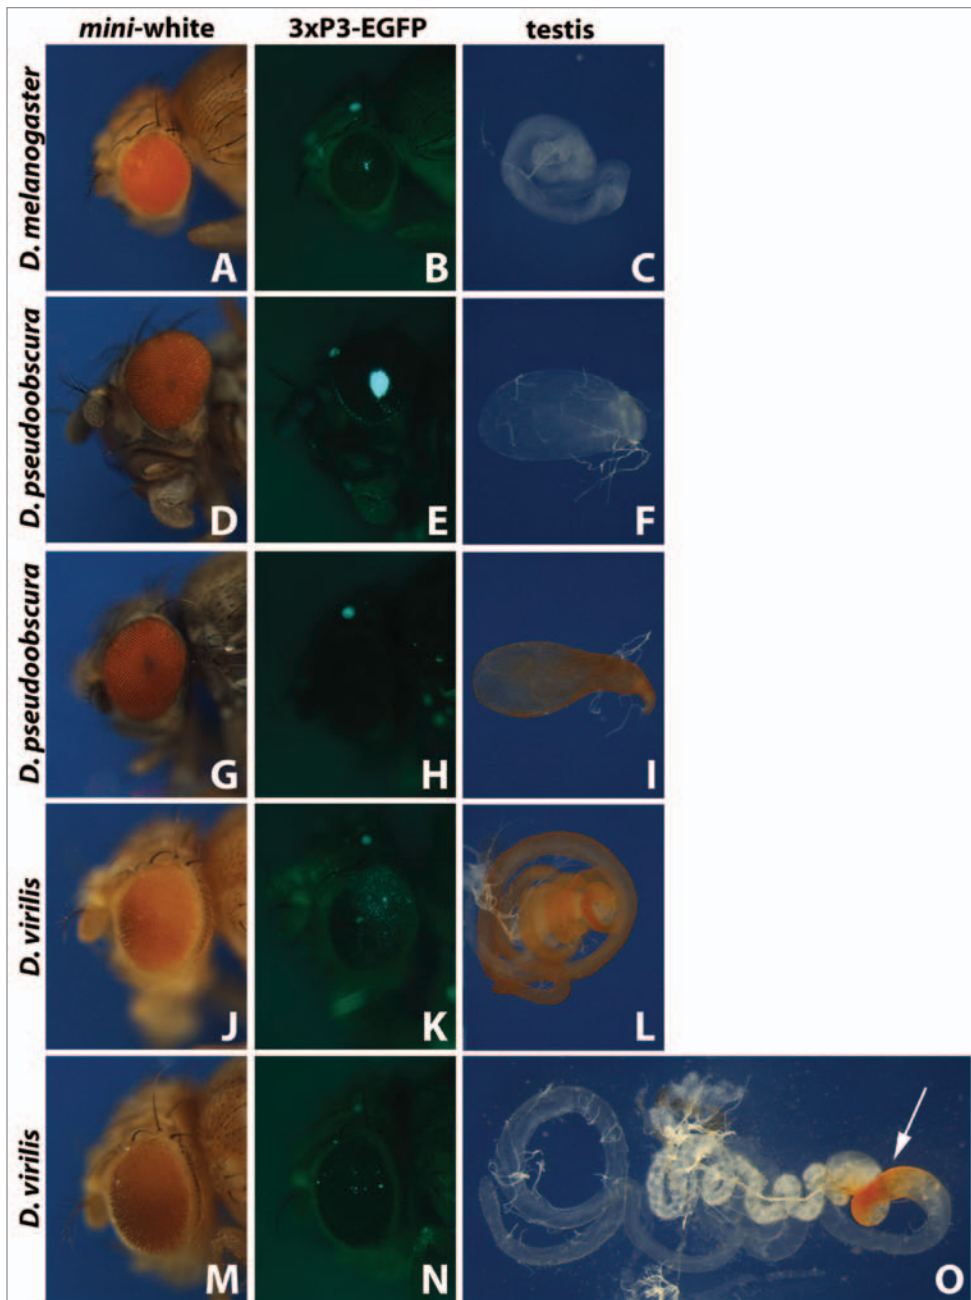 mini-white 3xP3-EGFP testis
D. melanogaster
A B C
D. pseudoobscura
D E F
D. pseudoobscura
G H I
D. virilis
J K L
D. virilis
M N O